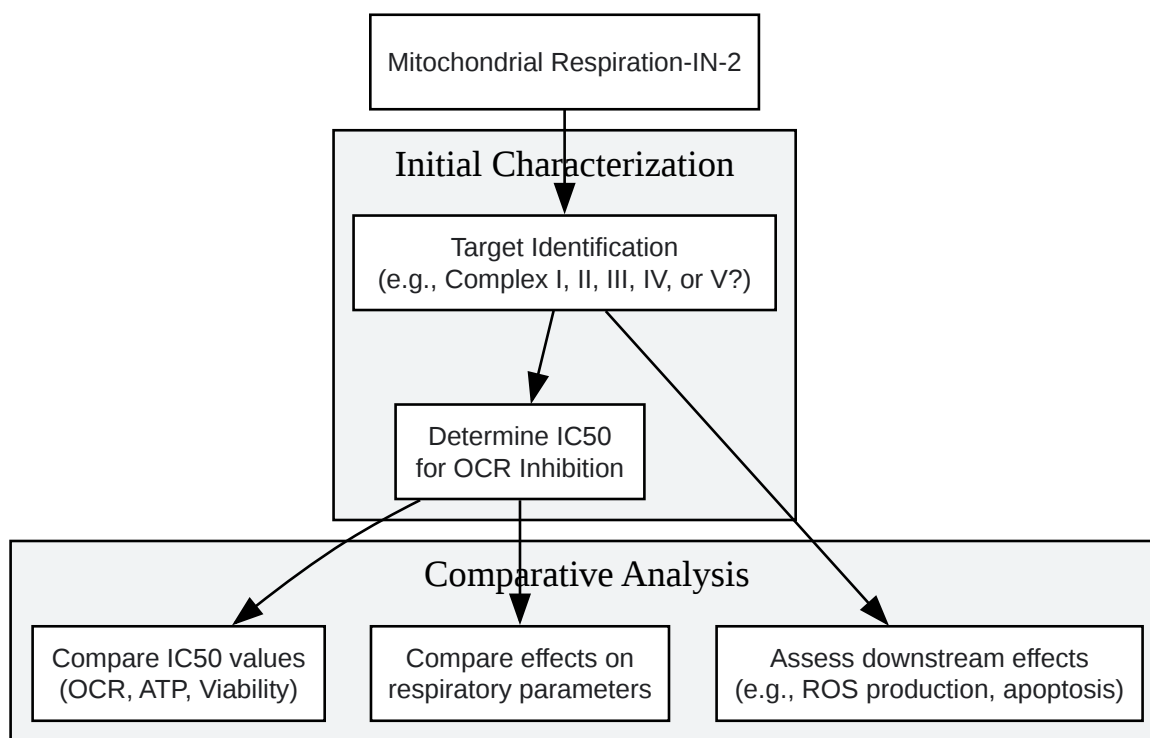 Mitochondrial Respiration-IN-2
Initial Characterization
Target Identification
(e.g., Complex I, II, III, IV, or V?)
Determine IC50
for OCR Inhibition
Comparative Analysis
Compare IC50 values
(OCR, ATP, Viability)
Compare effects on
respiratory parameters
Assess downstream effects
(e.g., ROS production, apoptosis)